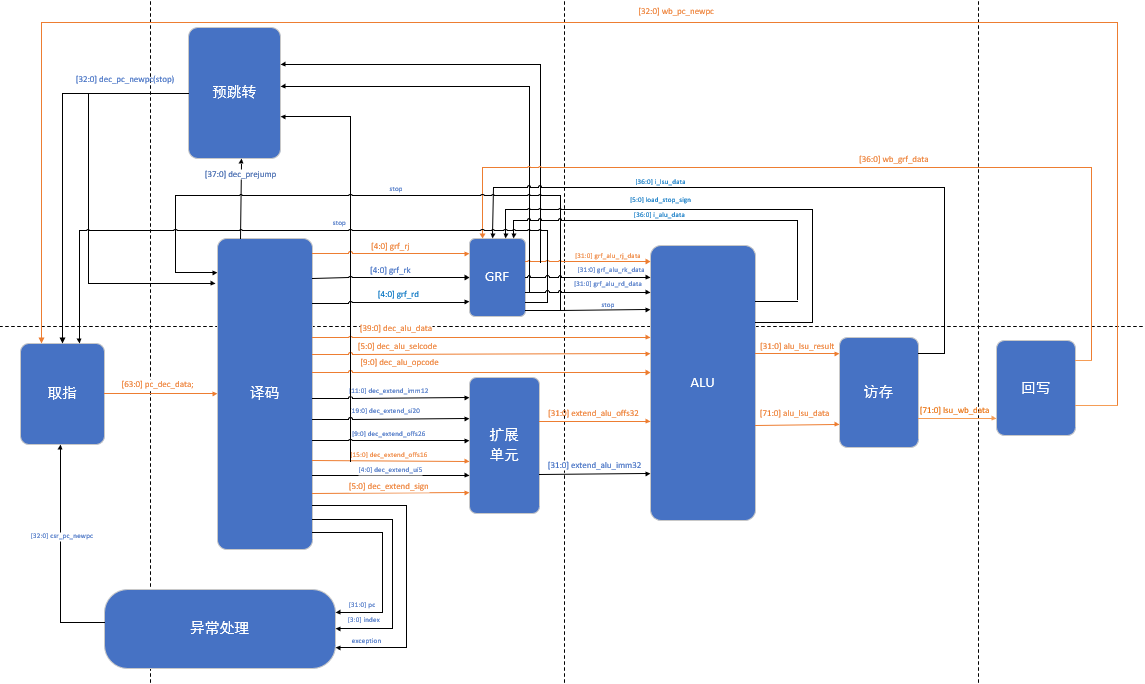 [32:0] wb_pc_newpc
[32:0] dec_pc_newpc(stop)
预跳转
[37:0] dec_prejump
[36:0] wb_grf_data
[36:0] i_lsu_data
stop
[5:0] load_stop_sign
[36:0] i_alu_data
stop
[4:0] grf_rj
[4:0] grf_rk
[4:0] grf_rd
GRF
[31:0] grf_alu_rj_data
[31:0] grf_alu_rk_data
[31:0] grf_alu_rd_data
stop
[39:0] dec_alu_data
[5:0] dec_alu_selcode
[9:0] dec_alu_opcode
取指
[63:0] pc_dec_data;
译码
ALU
[31:0] alu_lsu_result
[71:0] alu_lsu_data
访存
[71:0] lsu_wb_data
回写
[11:0] dec_extend_imm12
[19:0] dec_extend_si20
[9:0] dec_extend_offs26
[15:0] dec_extend_offs16
[4:0] dec_extend_ui5
[5:0] dec_extend_sign
扩展
单元
[31:0] extend_alu_offs32
[31:0] extend_alu_imm32
[32:0] csr_pc_newpc
异常处理
[31:0] pc
[3:0] index
exception